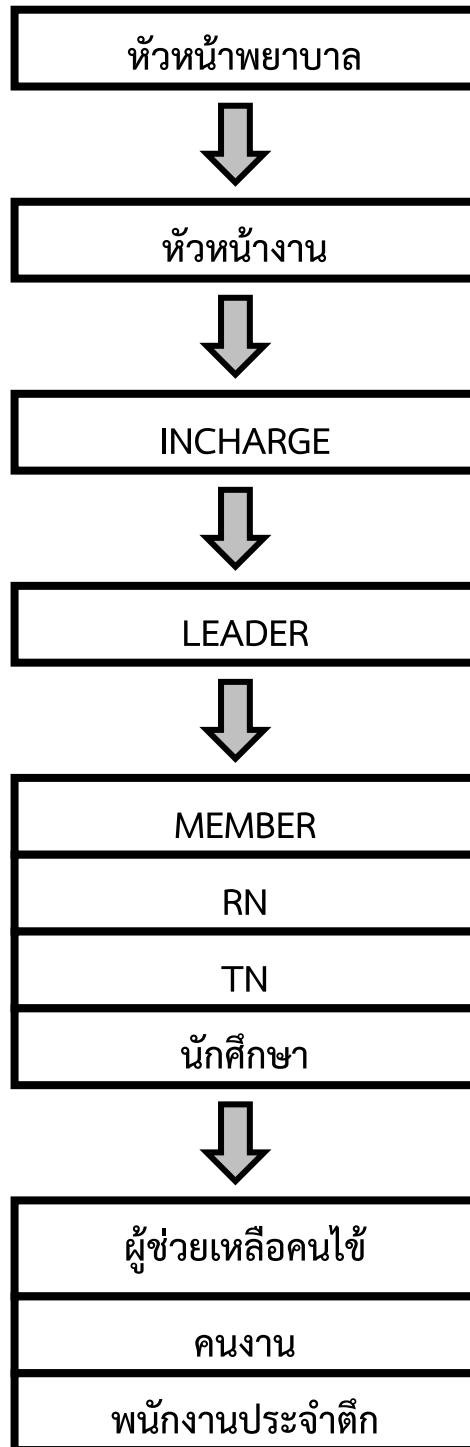 หัวหน้าพยาบาล
หัวหน้างาน
INCHARGE
LEADER
MEMBER
RN
TN
นักศึกษา
ผู้ช่วยเหลือคนไข้
คนงาน
พนักงานประจำตึก